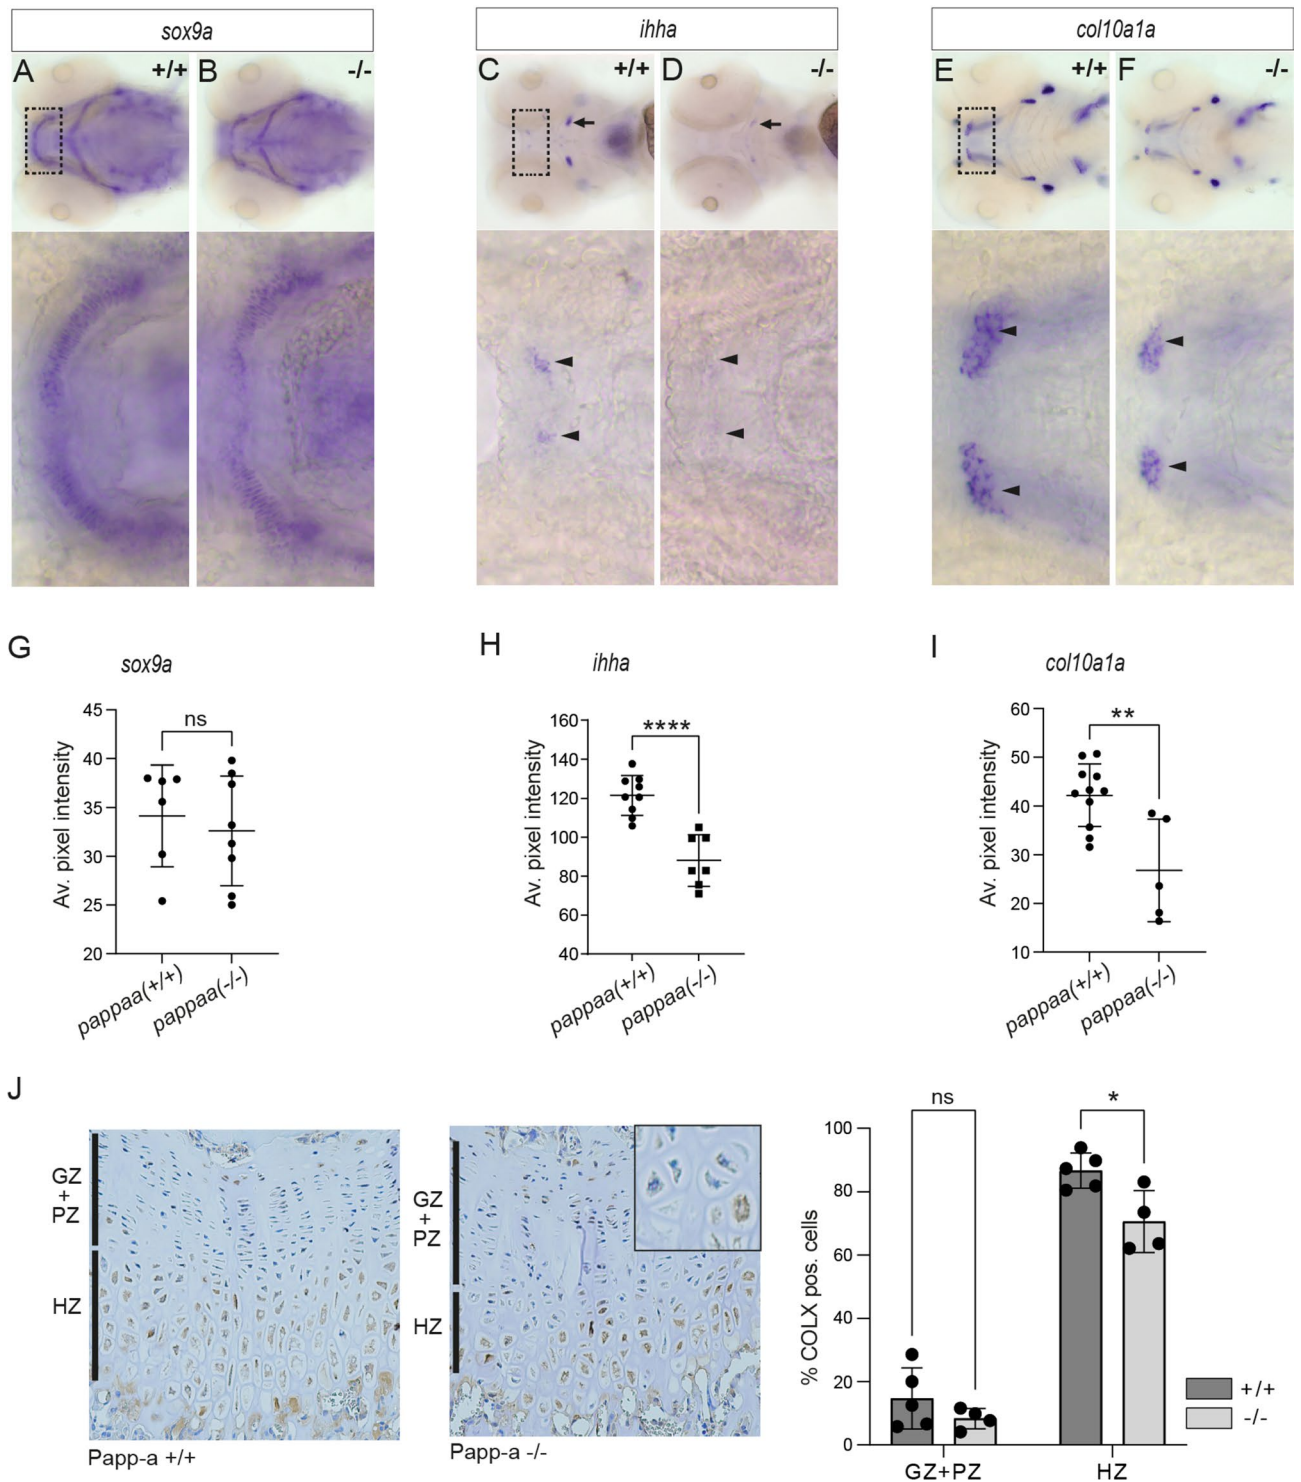 sox9a
ihha
col10a1a
A +/+ B -/-
C +/+ D -/-
E +/+ F -/-
G
sox9a
45
40
35
30
25
20
Av. pixel intensity
ns
pappaa(+/+)
pappaa(-/-)
H
ihha
160
140
120
100
80
60
40
Av. pixel intensity
****
pappaa(+/+)
pappaa(-/-)
I
col10a1a
60
50
40
30
20
10
Av. pixel intensity
**
pappaa(+/+)
pappaa(-/-)
J
GZ
+
PZ
HZ
Papp-a +/+
GZ
+
PZ
HZ
Papp-a -/-
100
80
60
40
20
0
% COLX pos. cells
ns
*
GZ+PZ
HZ
+/+
-/-